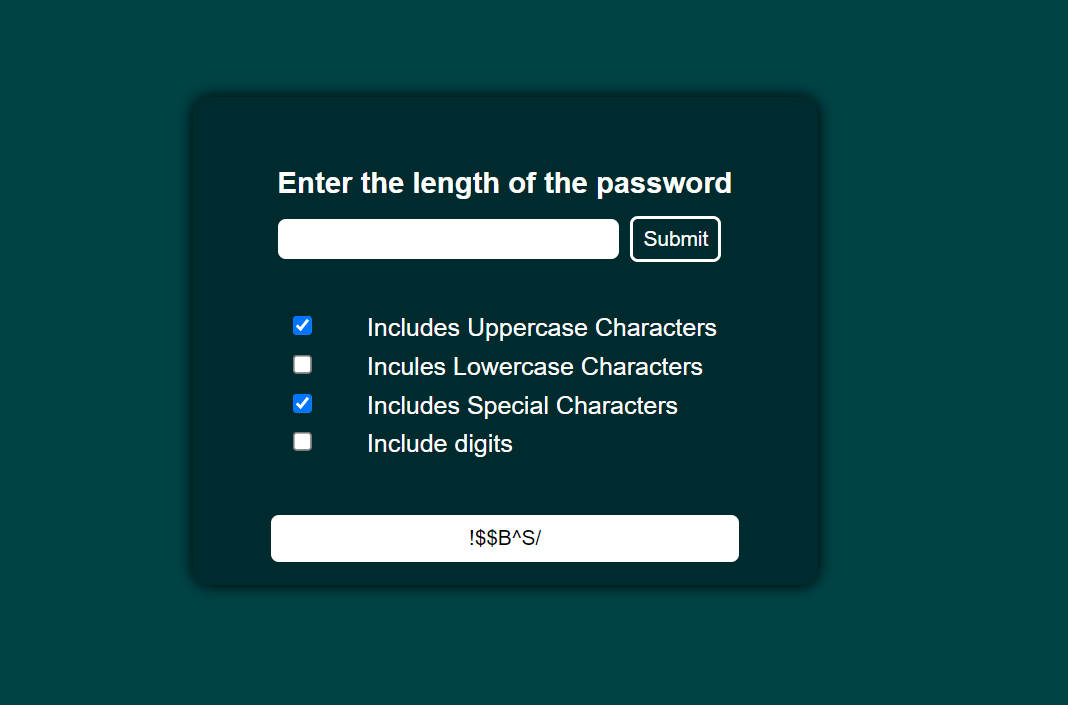 Enter the length of the password
Submit
Includes Uppercase Characters
Incules Lowercase Characters
Includes Special Characters
Include digits
!$$B^S/